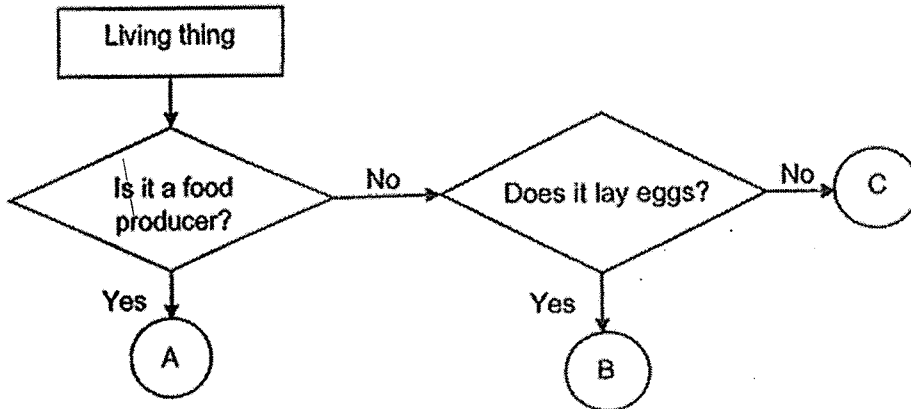 Living thing
Is it a food
producer?
No
Does it lay eggs?
No
C
Yes
A
Yes
B